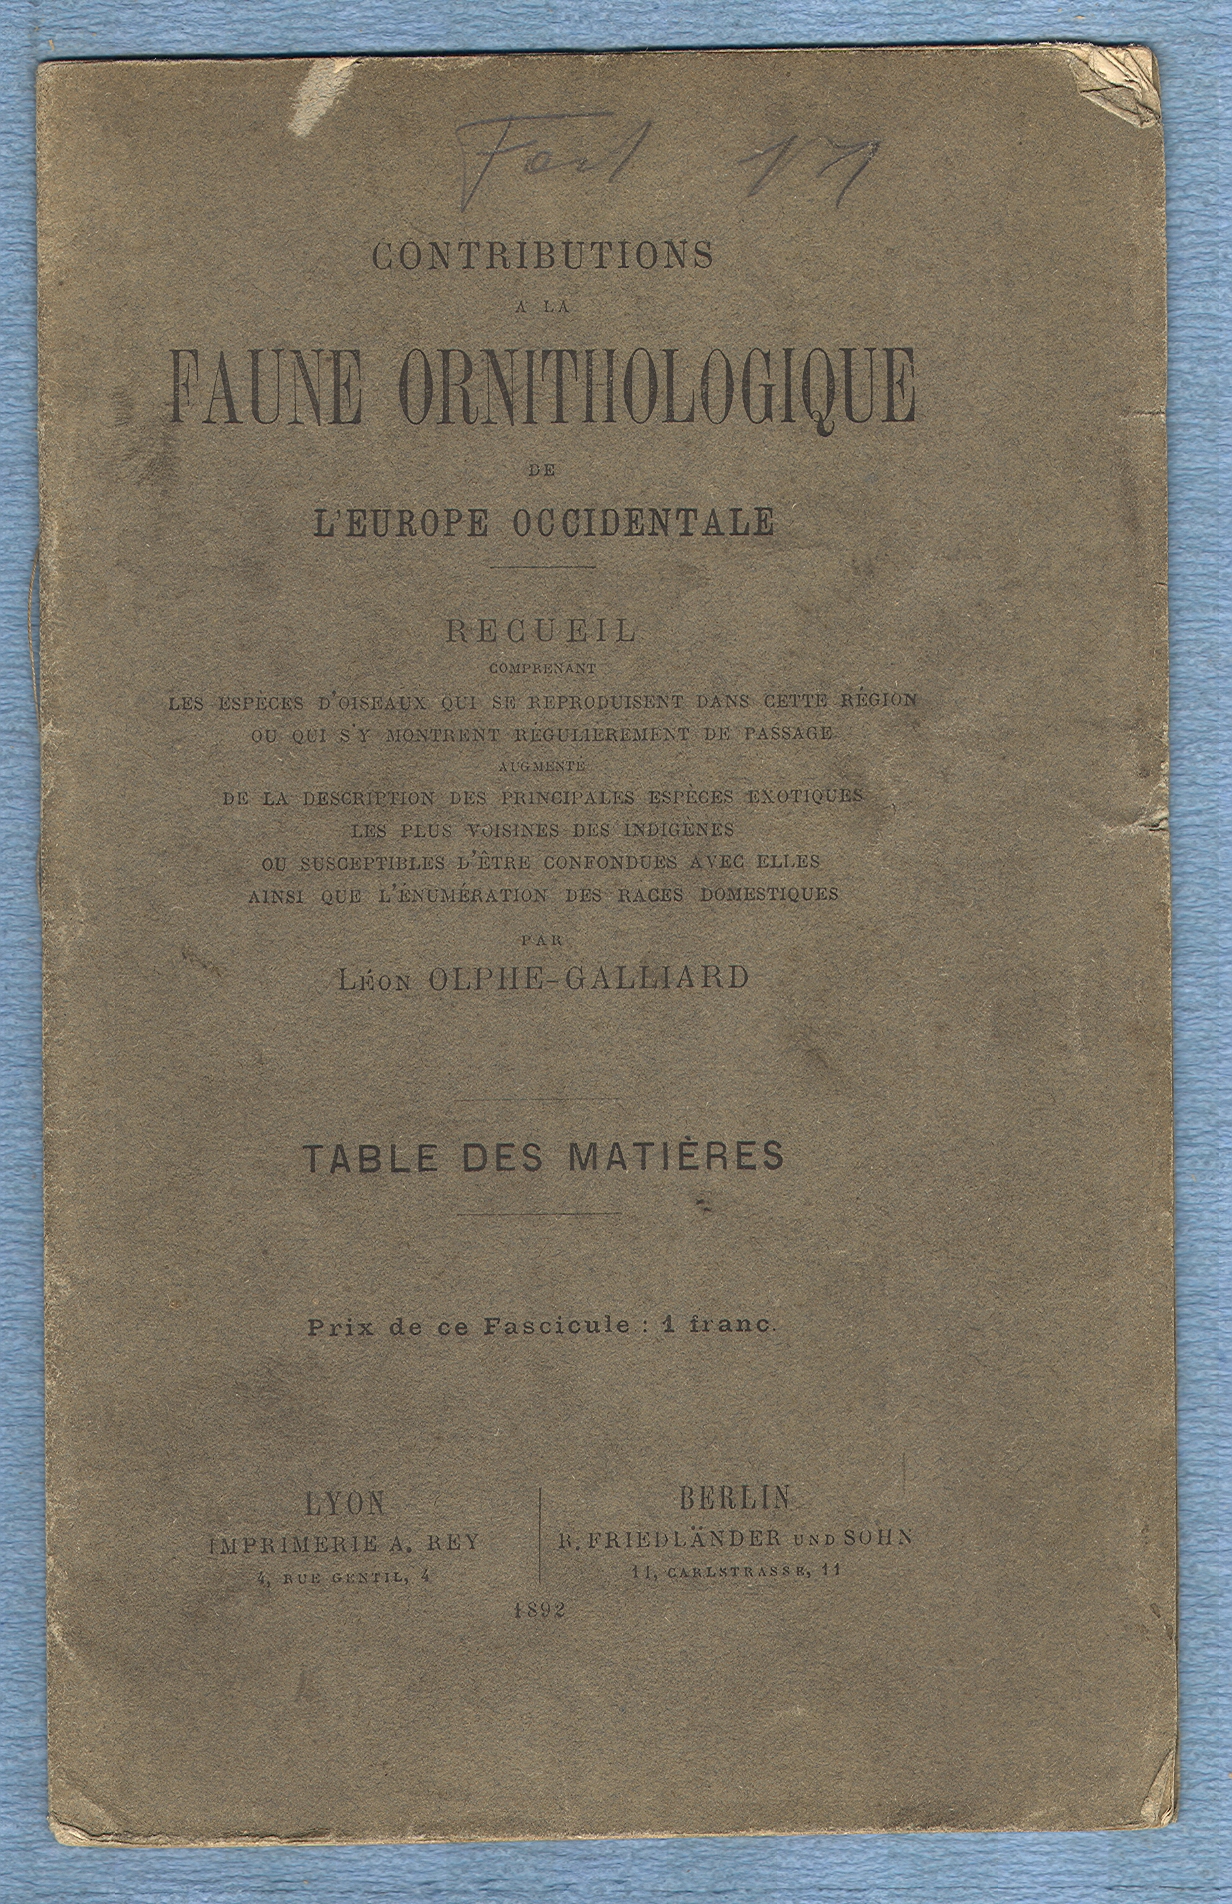 CONTRIBUTIONS
A LA
FAUNE ORNITHOLOGIQUE
DE
L'EUROPE OCCIDENTALE
RECUEIL
COMPRENANT
LES ESPÈCES D'OISEAUX QUI SE REPRODUISENT DANS CETTE RÉGION
OU QUI S'Y MONTRENT RÉGULIÈREMENT DE PASSAGE
AUGMENTÉ
DE LA DESCRIPTION DES PRINCIPALES ESPÈCES EXOTIQUES
LES PLUS VOISINES DES INDIGÈNES
OU SUSCEPTIBLES D'ÊTRE CONFONDUES AVEC ELLES
AINSI QUE L'ÉNUMÉRATION DES RACES DOMESTIQUES
PAR
LÉON OLPHE-GALLIARD
TABLE DES MATIÈRES
Prix de ce Fascicule : 1 franc.
LYON
IMPRIMERIE A. REY
4, RUE GENTIL, 4
BERLIN
R. FRIEDLÄNDER UND SOHN
11, CARLSTRASSE, 11
1892